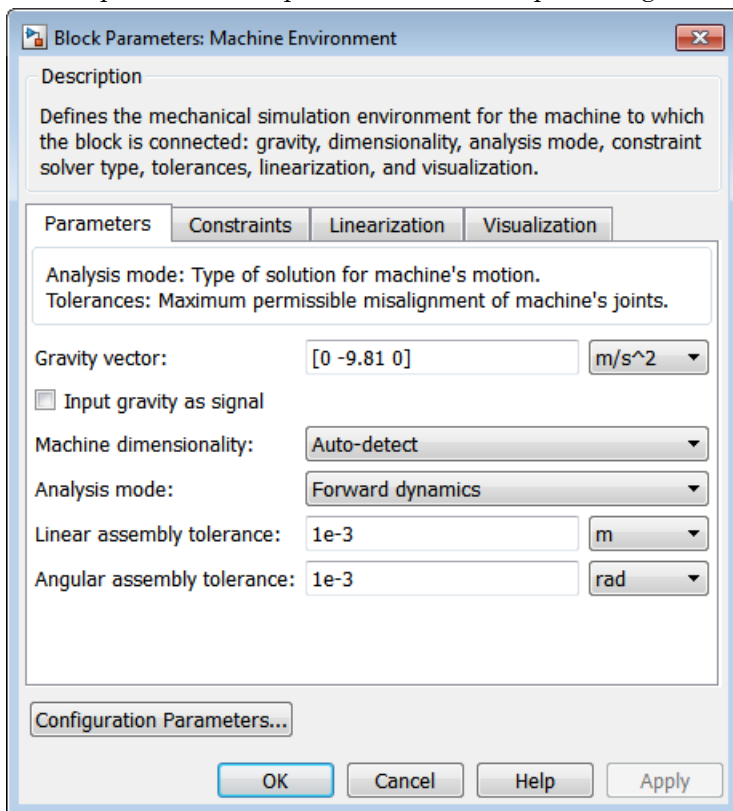 Block Parameters: Machine Environment
Description
Defines the mechanical simulation environment for the machine to which
the block is connected: gravity, dimensionality, analysis mode, constraint
solver type, tolerances, linearization, and visualization.
Parameters Constraints Linearization Visualization
Analysis mode: Type of solution for machine's motion.
Tolerances: Maximum permissible misalignment of machine's joints.
Gravity vector: [0 -9.81 0] m/s^2
Input gravity as signal
Machine dimensionality: Auto-detect
Analysis mode: Forward dynamics
Linear assembly tolerance: 1e-3 m
Angular assembly tolerance: 1e-3 rad
Configuration Parameters...
OK Cancel Help Apply